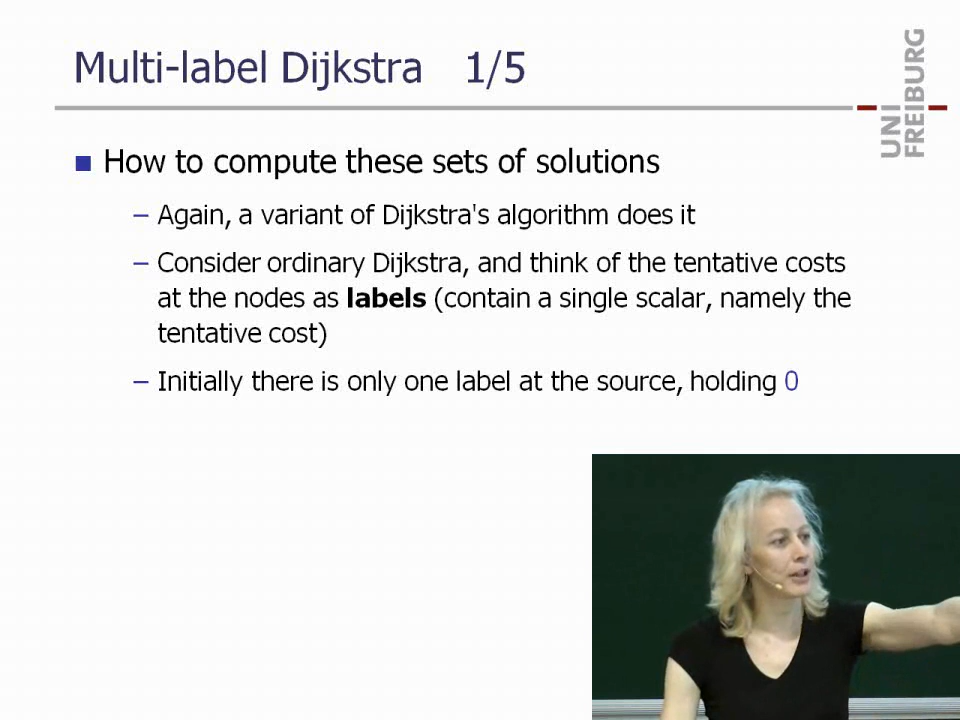 Multi-label Dijkstra 1/5
UNI
FREIBURG
How to compute these sets of solutions
– Again, a variant of Dijkstra's algorithm does it
– Consider ordinary Dijkstra, and think of the tentative costs
at the nodes as labels (contain a single scalar, namely the
tentative cost)
– Initially there is only one label at the source, holding 0